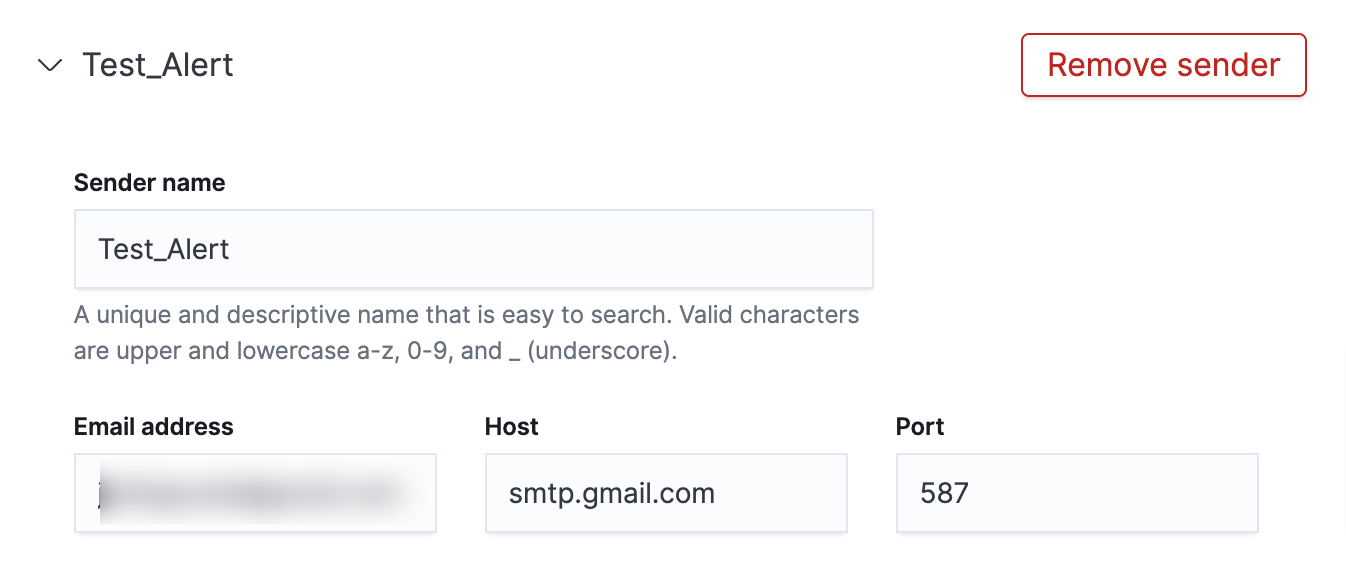 Test_Alert
Remove sender
Sender name
Test_Alert
A unique and descriptive name that is easy to search. Valid characters
are upper and lowercase a-z, 0-9, and _ (underscore).
Email address
Host
Port
smtp.gmail.com
587